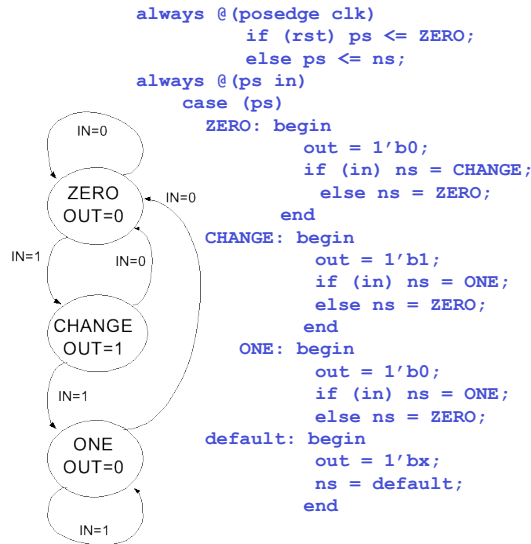 always @(posedge clk)
if (rst) ps <= ZERO;
else ps <= ns;
always @(ps in)
case (ps)
ZERO: begin
out = 1’b0;
if (in) ns = CHANGE;
else ns = ZERO;
end
CHANGE: begin
out = 1’b1;
if (in) ns = ONE;
else ns = ZERO;
end
ONE: begin
out = 1’b0;
if (in) ns = ONE;
else ns = ZERO;
default: begin
out = 1’bx;
ns = default;
end
IN=0
ZERO
OUT=0
IN=0
IN=1
IN=0
CHANGE
OUT=1
IN=1
ONE
OUT=0
IN=1